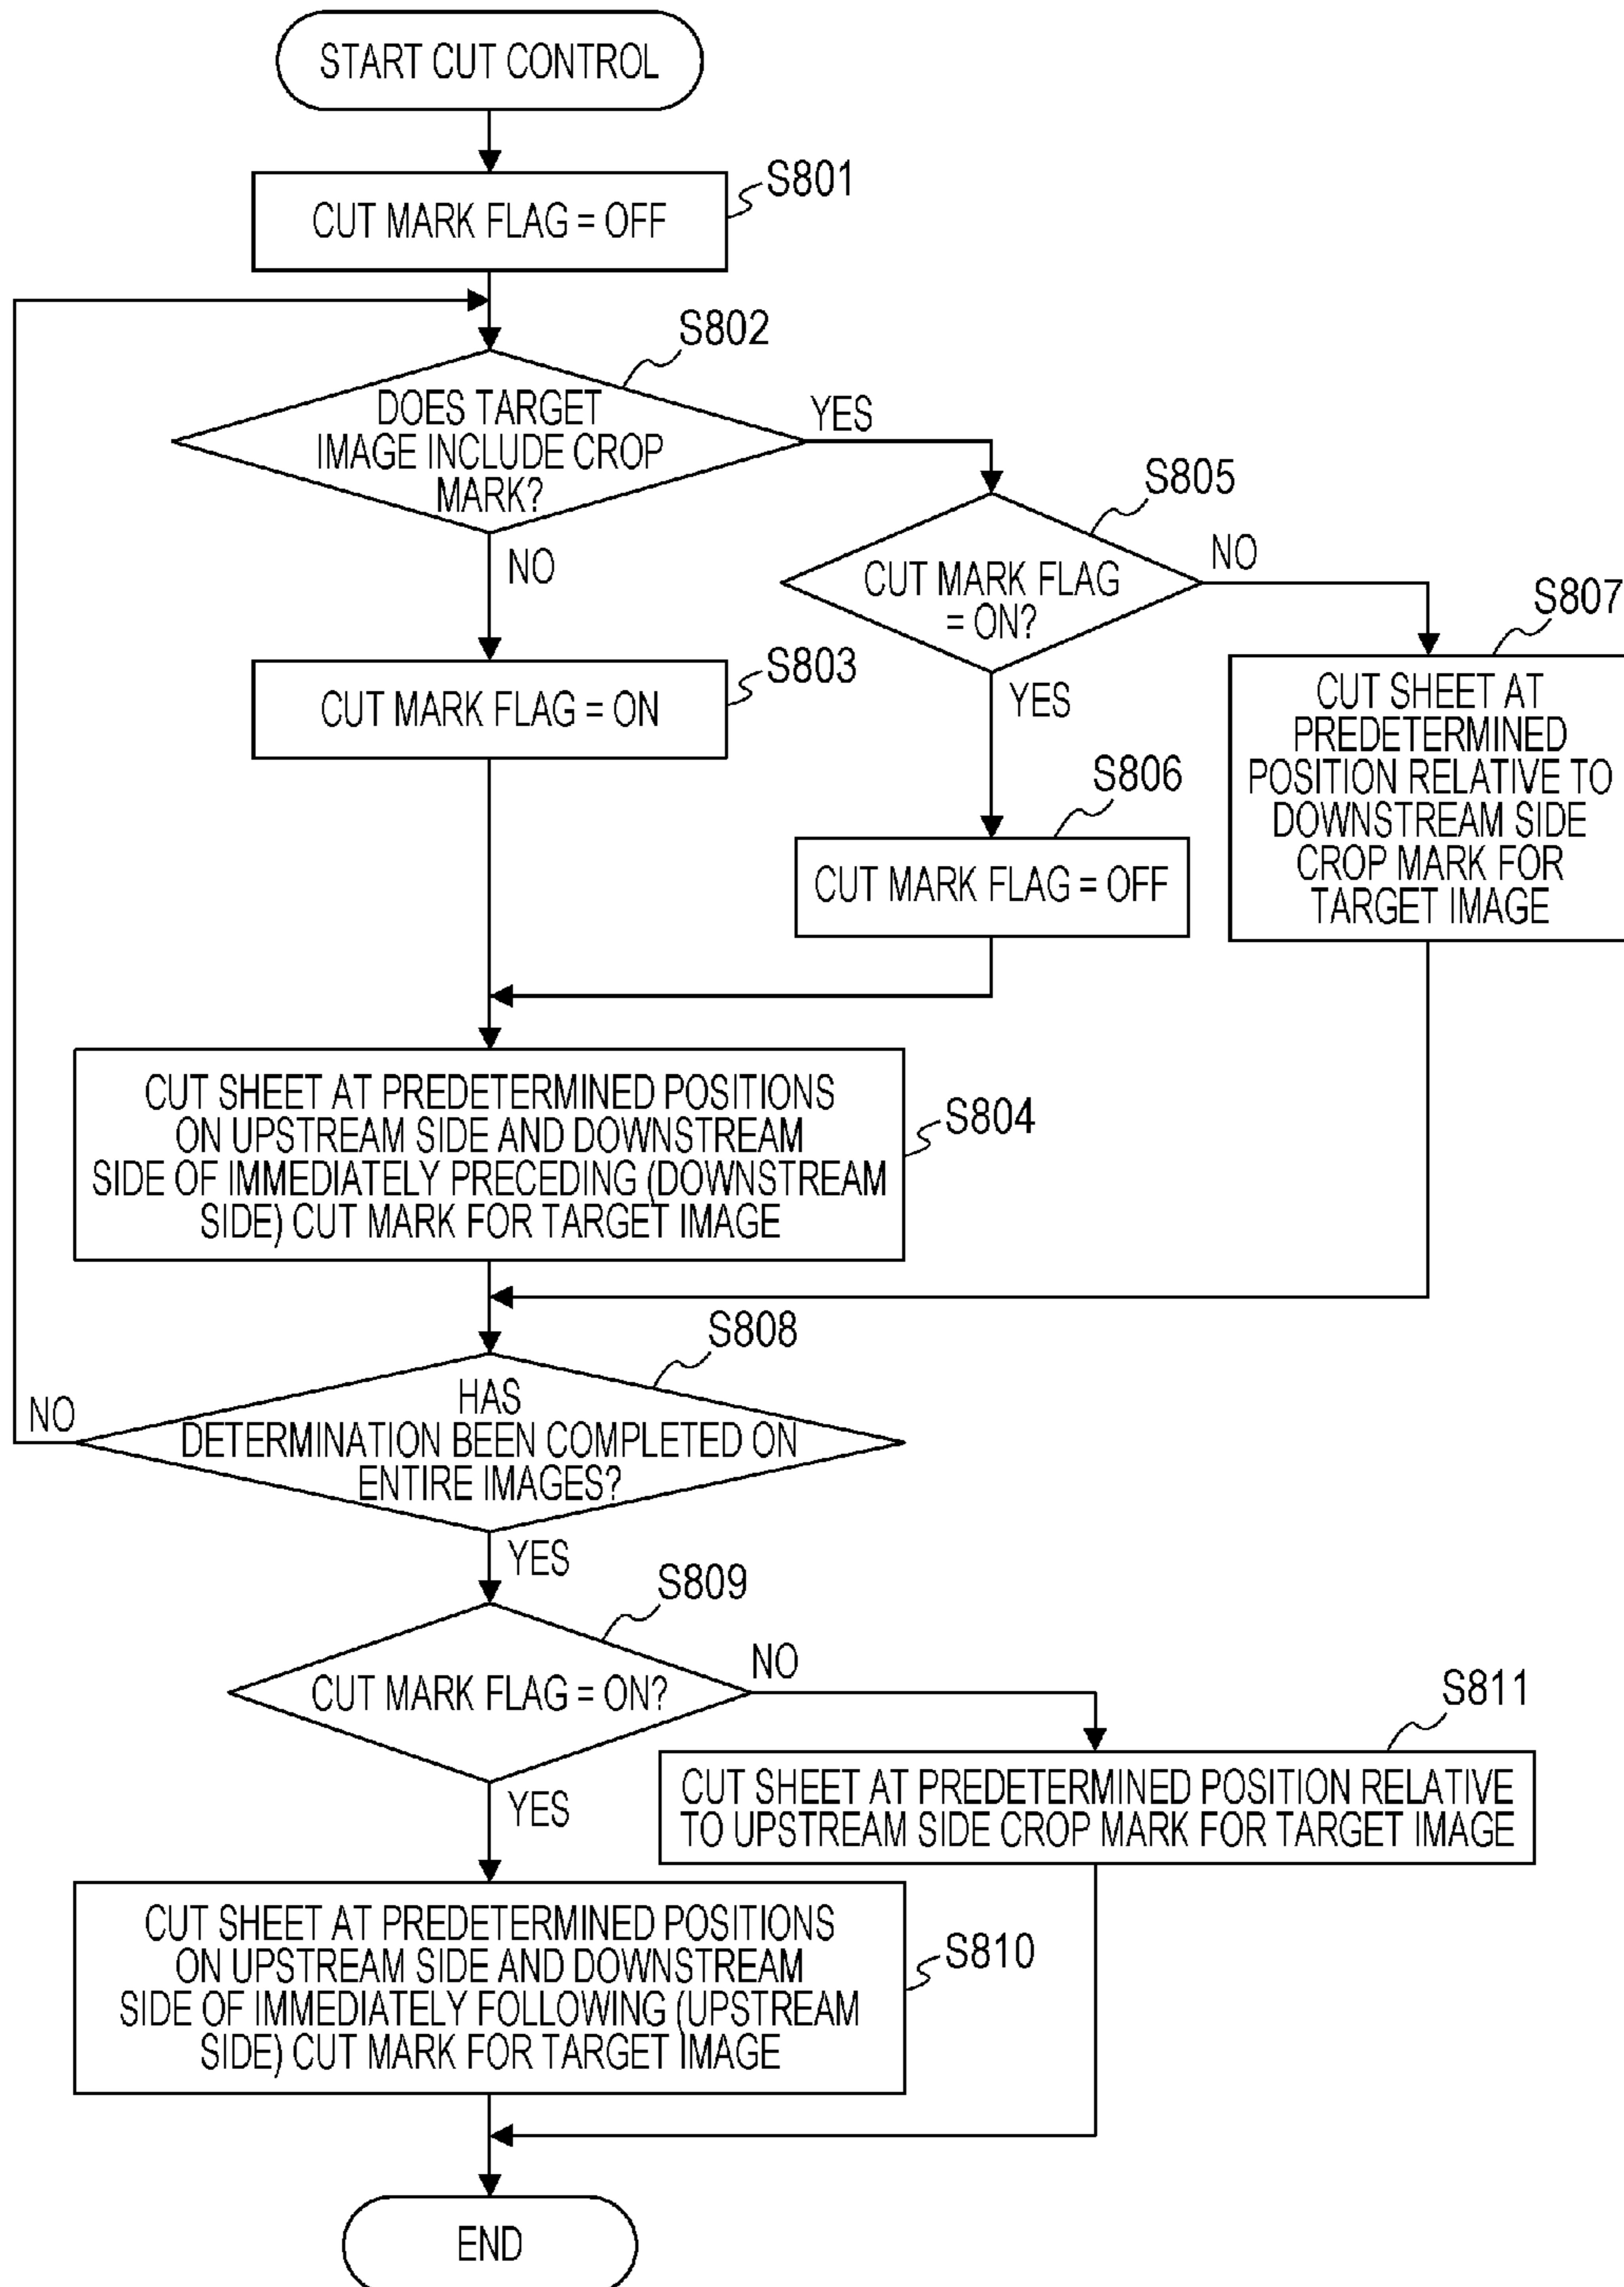 START CUT CONTROL
S801
CUT MARK FLAG = OFF
S802
DOES TARGET
IMAGE INCLUDE CROP
MARK?
YES
NO
S805
CUT MARK FLAG
= ON?
NO
YES
S803
CUT MARK FLAG = ON
S807
CUT SHEET AT
PREDETERMINED
POSITION RELATIVE TO
DOWNSTREAM SIDE
CROP MARK FOR
TARGET IMAGE
S806
CUT MARK FLAG = OFF
CUT SHEET AT PREDETERMINED POSITIONS
ON UPSTREAM SIDE AND DOWNSTREAM
SIDE OF IMMEDIATELY PRECEDING (DOWNSTREAM
SIDE) CUT MARK FOR TARGET IMAGE
S804
S808
HAS
DETERMINATION BEEN COMPLETED ON
ENTIRE IMAGES?
NO
YES
S809
CUT MARK FLAG = ON?
NO
YES
S811
CUT SHEET AT PREDETERMINED POSITION RELATIVE
TO UPSTREAM SIDE CROP MARK FOR TARGET IMAGE
CUT SHEET AT PREDETERMINED POSITIONS
ON UPSTREAM SIDE AND DOWNSTREAM
SIDE OF IMMEDIATELY FOLLOWING (UPSTREAM
SIDE) CUT MARK FOR TARGET IMAGE
S810
END